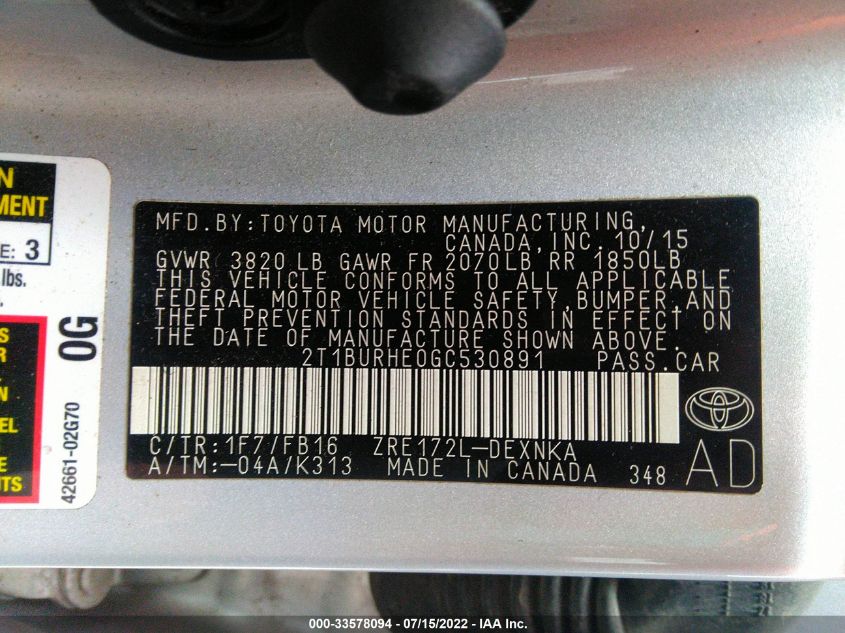 N
MENT
E: 3
lbs.
S
R
N
EL
E
TS
0G
42661-02G70
MFD.BY:TOYOTA MOTOR MANUFACTURING,
CANADA,INC. 10/15
GVWR 3820 LB GAWR FR 2070LB RR 1850LB
THIS VEHICLE CONFORMS TO ALL APPLICABLE
FEDERAL MOTOR VEHICLE SAFETY,BUMPER,AND
THEFT PREVENTION STANDARDS IN EFFECT ON
THE DATE OF MANUFACTURE SHOWN ABOVE.
2T1BURHE0GC530891 PASS.CAR
C/TR:1F7/FB16 ZRE172L-DEXNKA
A/TM:-04A/K313 MADE IN CANADA 348
AD
000-33578094 - 07/15/2022 - IAA Inc.